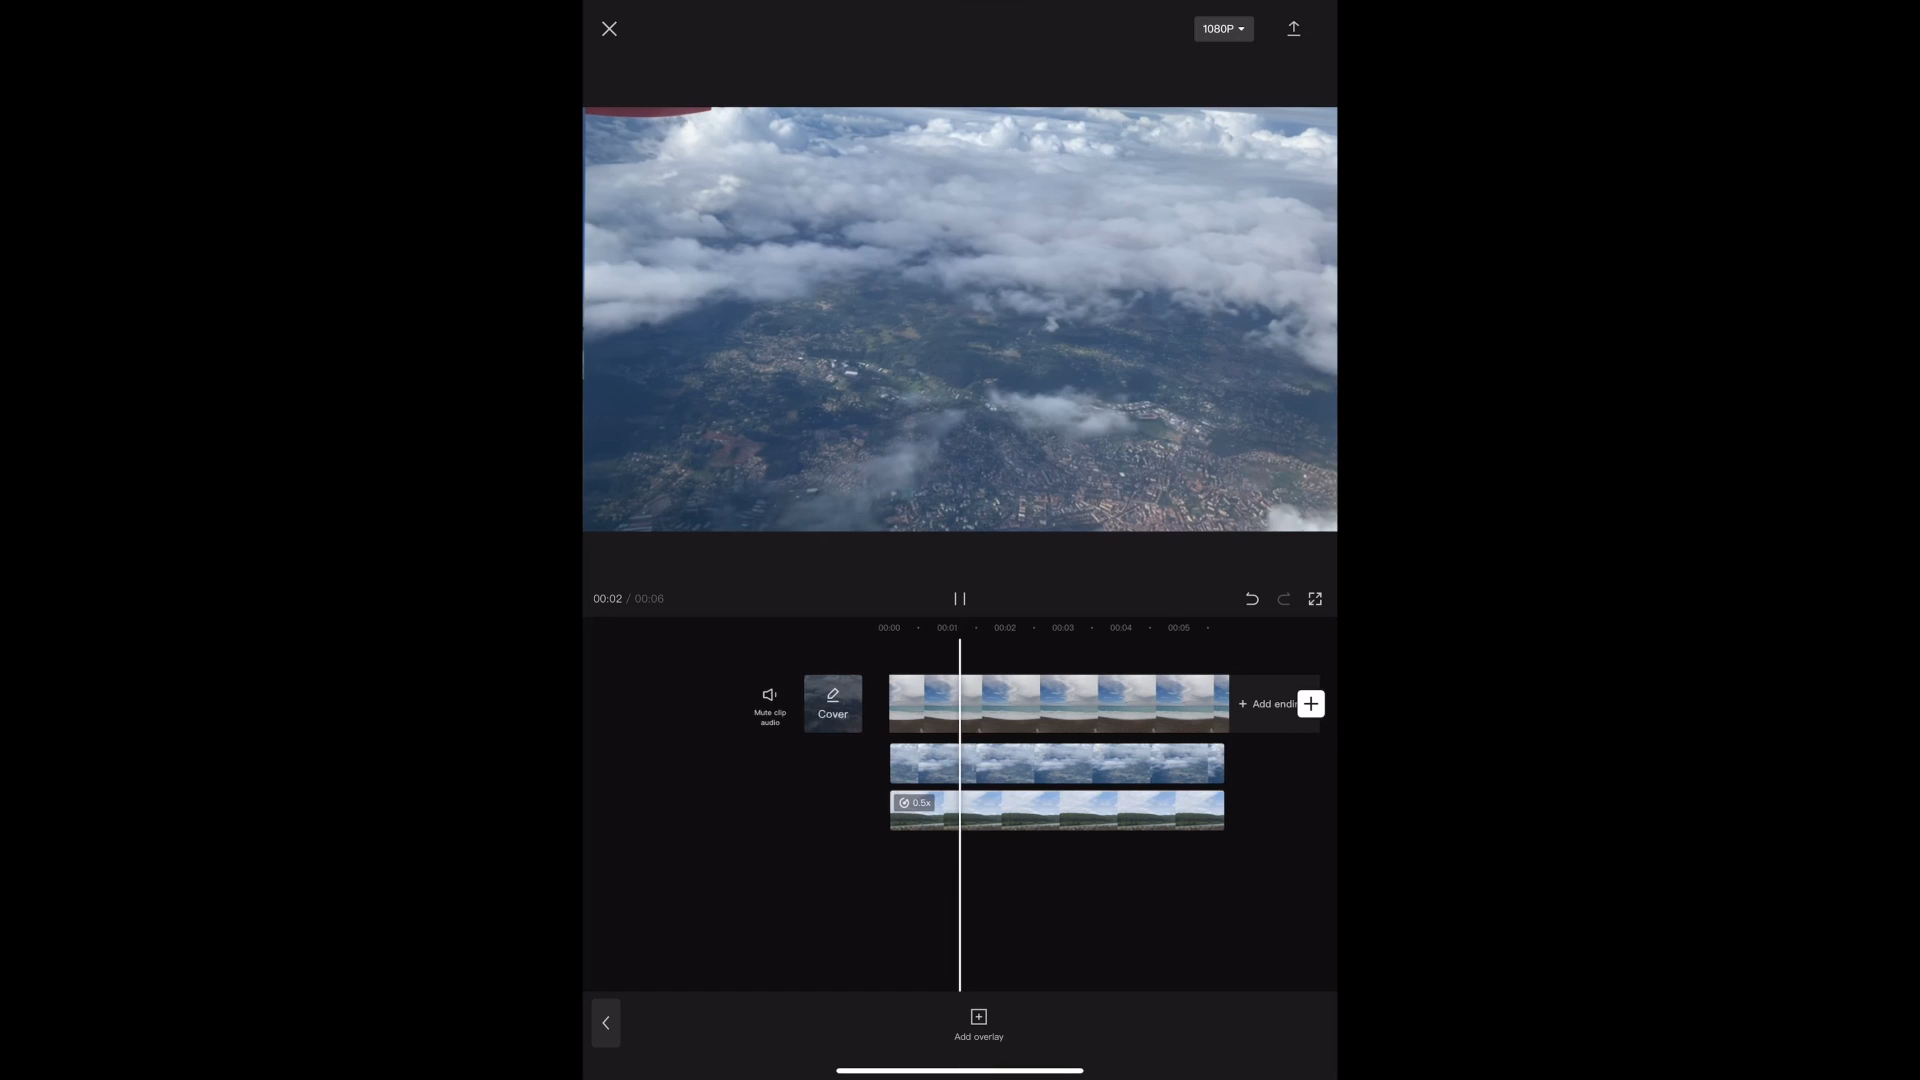 1080P
00:02 / 00:06
00:00 00:01 00:02 00:03 00:04 00:05
Mute clip
audio
Cover
+ Add endin
0.5x
Add overlay